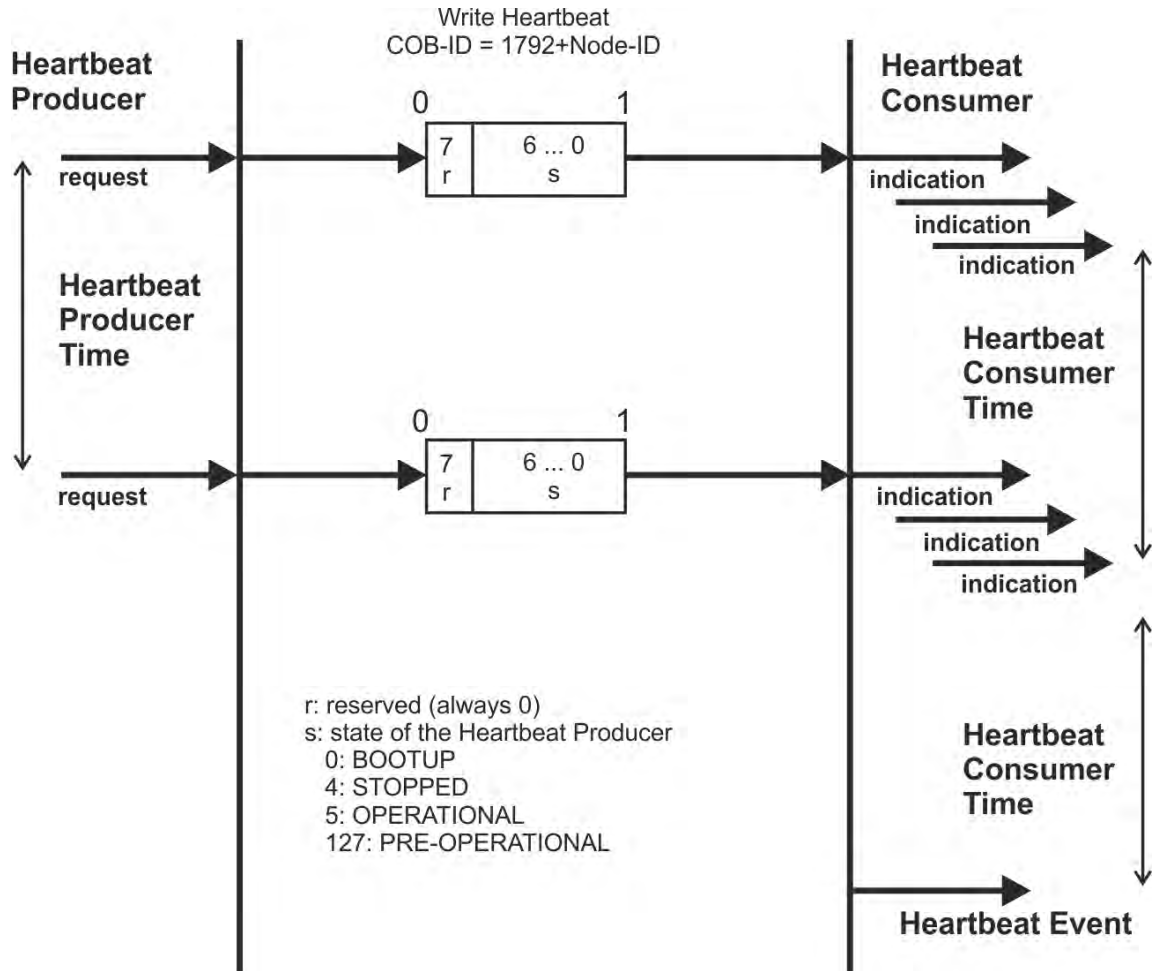 Write Heartbeat
COB-ID = 1792+Node-ID
Heartbeat
Producer
Heartbeat
Consumer
0 1
7 6 ... 0
r s
request
indication
indication
indication
Heartbeat
Producer
Time
Heartbeat
Consumer
Time
0 1
7 6 ... 0
r s
request
indication
indication
indication
r: reserved (always 0)
s: state of the Heartbeat Producer
0: BOOTUP
4: STOPPED
5: OPERATIONAL
127: PRE-OPERATIONAL
Heartbeat
Consumer
Time
Heartbeat Event